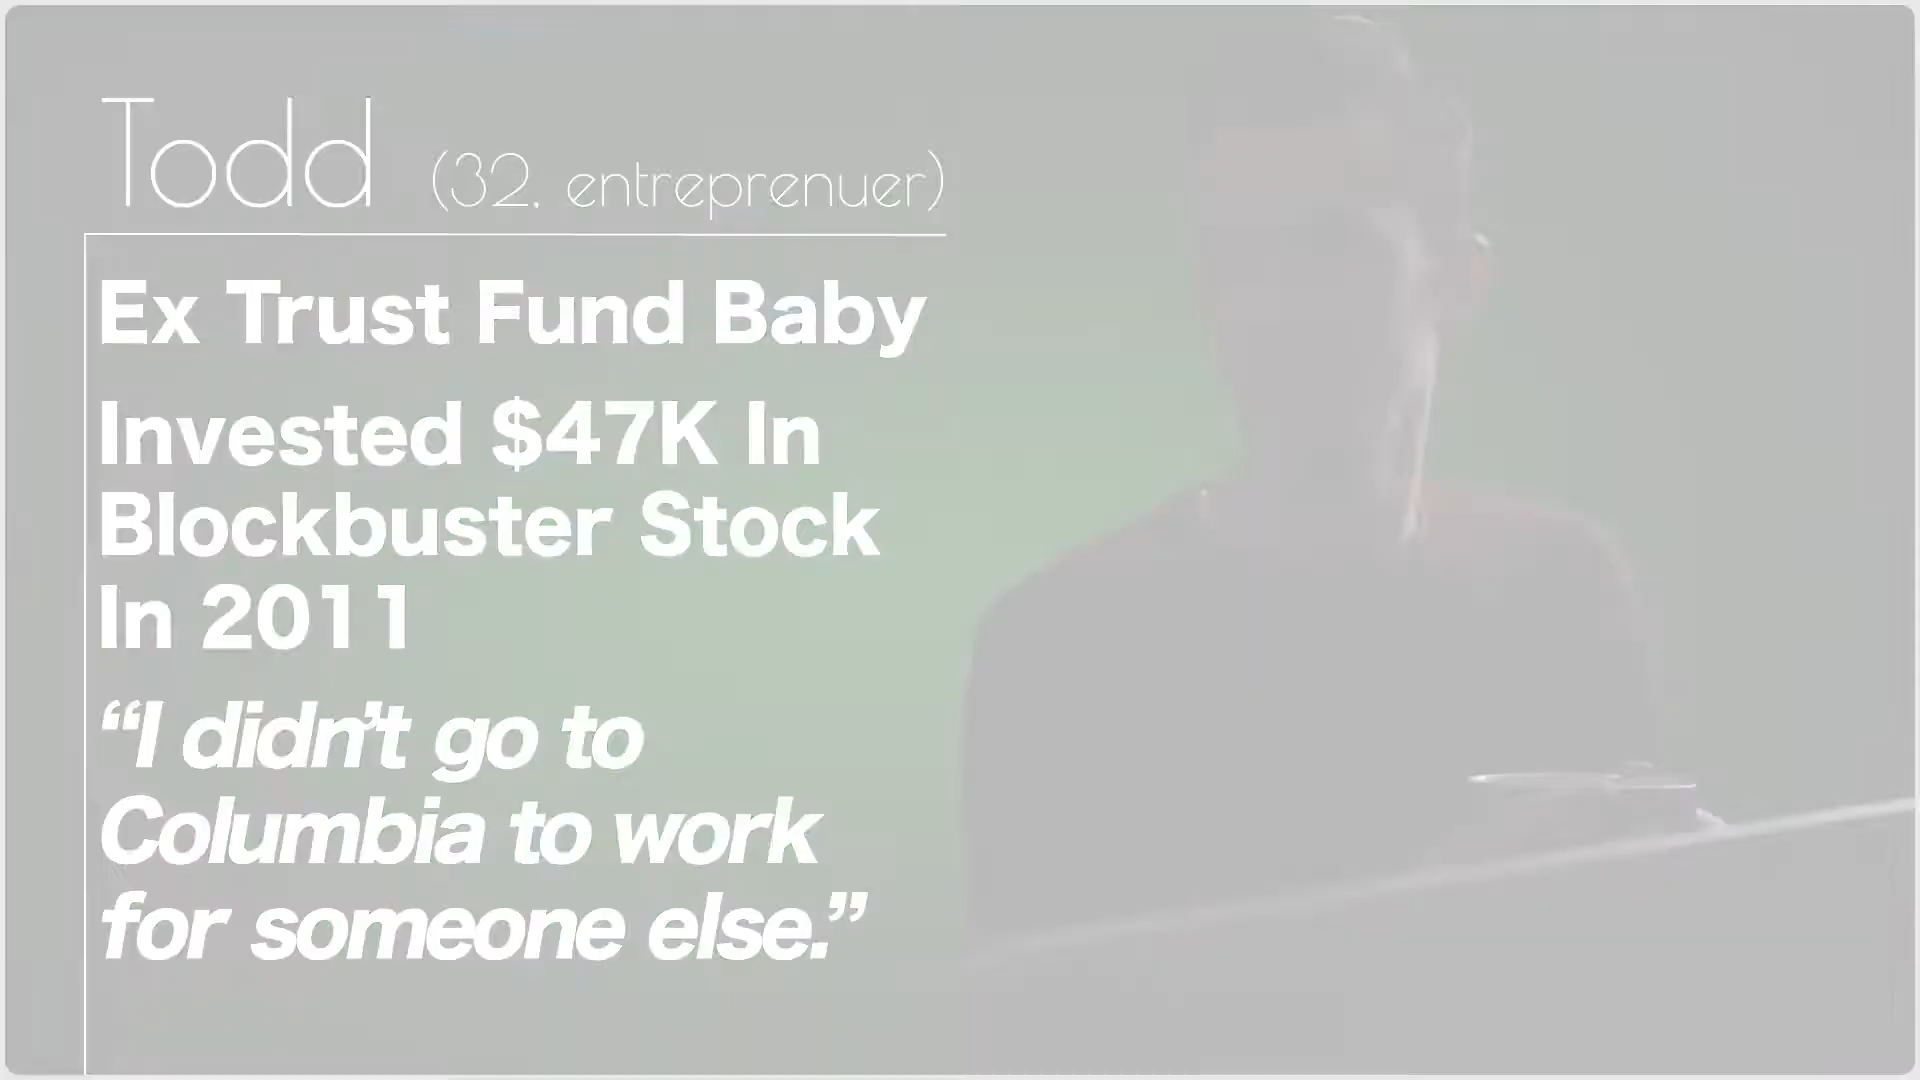 Todd (32, entreprenuer)
Ex Trust Fund Baby
Invested $47K In
Blockbuster Stock
In 2011
“I didn’t go to
Columbia to work
for someone else.”